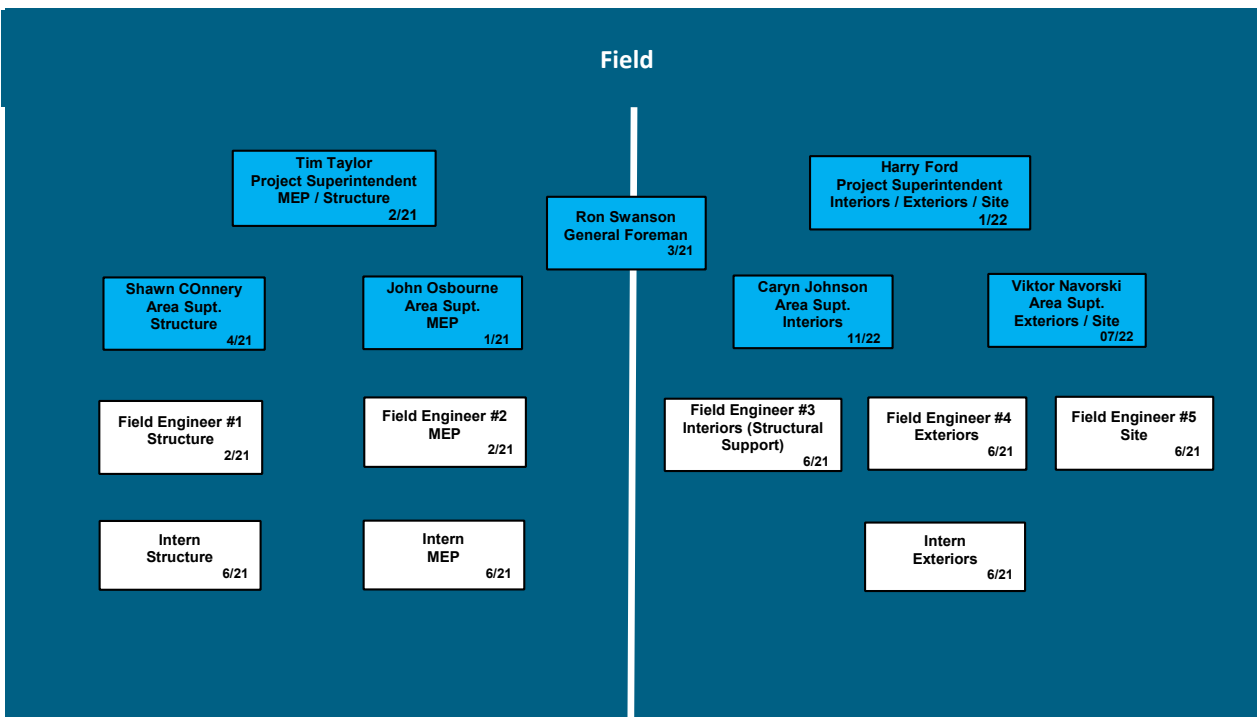 Field
Tim Taylor
Project Superintendent
MEP / Structure
2/21
Harry Ford
Project Superintendent
Interiors / Exteriors / Site
1/22
Ron Swanson
General Foreman
3/21
Shawn COnnery
Area Supt.
Structure
4/21
John Osbourne
Area Supt.
MEP
1/21
Caryn Johnson
Area Supt.
Interiors
11/22
Viktor Navorski
Area Supt.
Exteriors / Site
07/22
Field Engineer #1
Structure
2/21
Field Engineer #2
MEP
2/21
Field Engineer #3
Interiors (Structural
Support)
6/21
Field Engineer #4
Exteriors
6/21
Field Engineer #5
Site
6/21
Intern
Structure
6/21
Intern
MEP
6/21
Intern
Exteriors
6/21